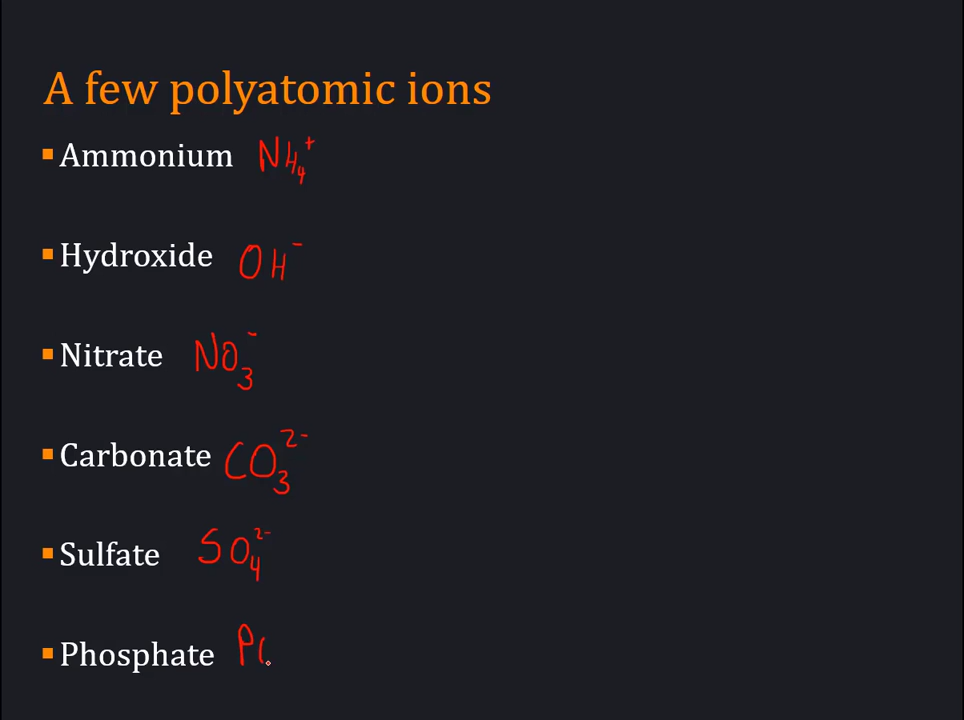 A few polyatomic ions
▪ Ammonium NH₄⁺
▪ Hydroxide OH⁻
▪ Nitrate NO₃⁻
▪ Carbonate CO₃²⁻
▪ Sulfate SO₄²⁻
▪ Phosphate P